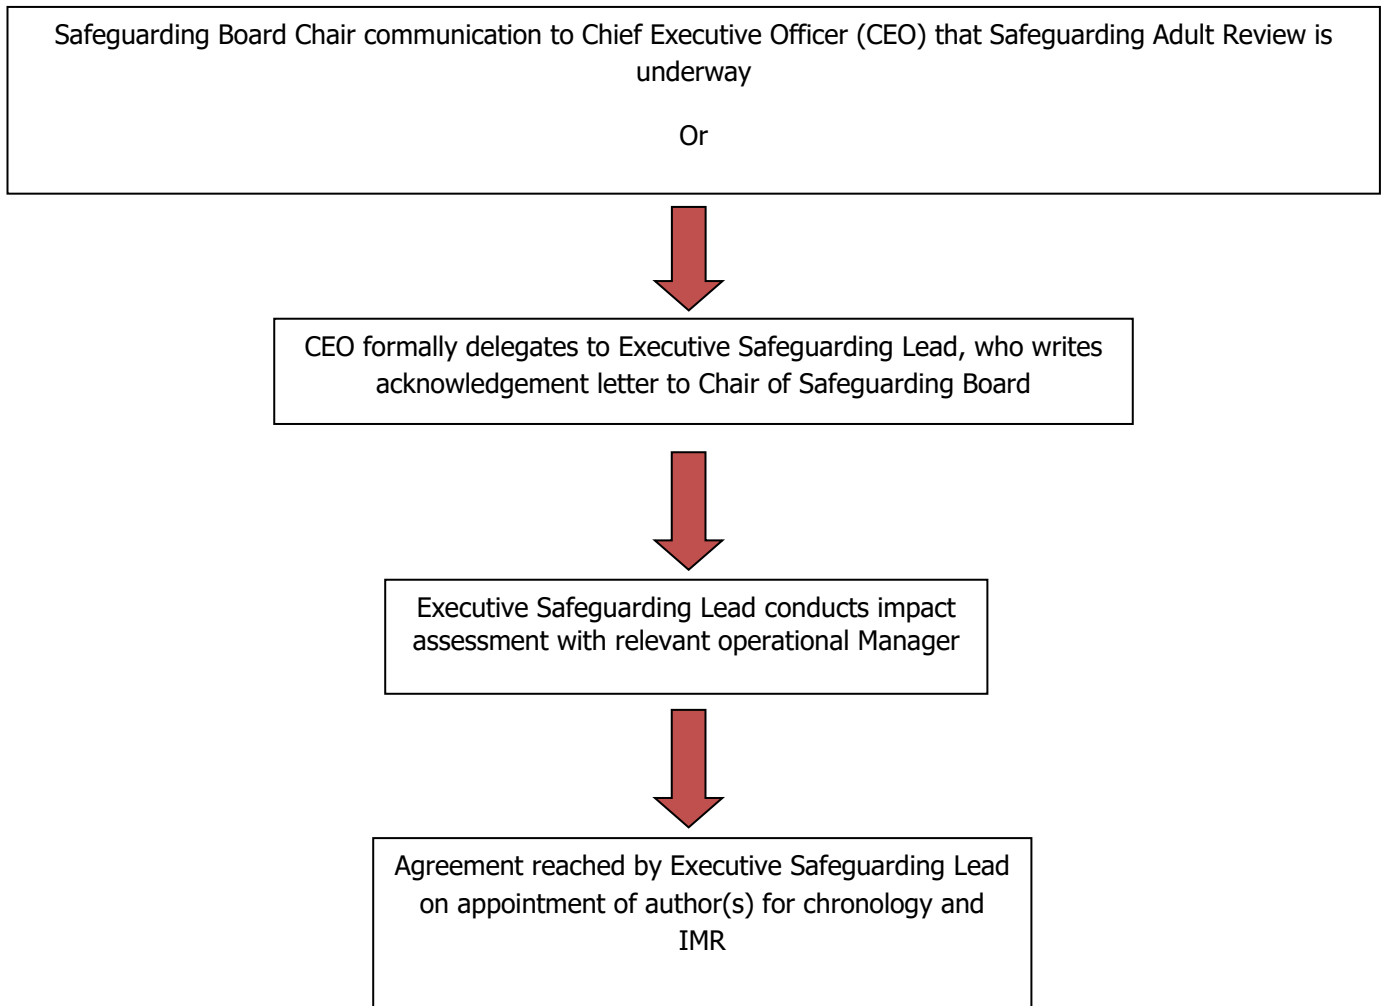 Safeguarding Board Chair communication to Chief Executive Officer (CEO) that Safeguarding Adult Review is
underway
Or
CEO formally delegates to Executive Safeguarding Lead, who writes
acknowledgement letter to Chair of Safeguarding Board
Executive Safeguarding Lead conducts impact
assessment with relevant operational Manager
Agreement reached by Executive Safeguarding Lead
on appointment of author(s) for chronology and
IMR